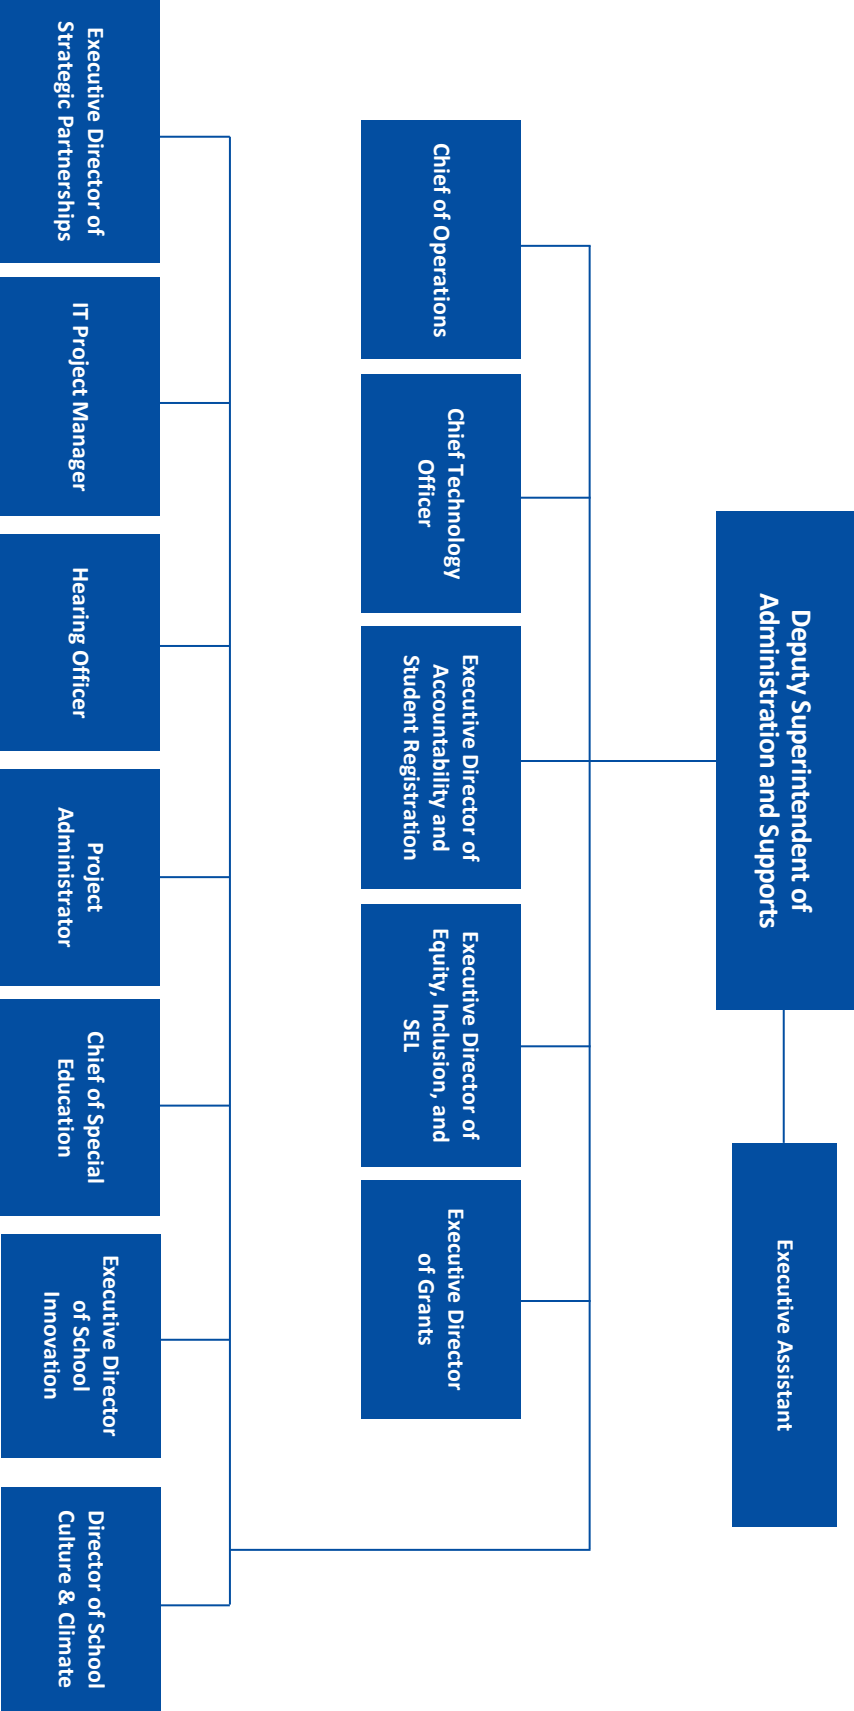 Deputy Superintendent of
Administration and Supports
Executive Assistant
Chief of Operations
Chief Technology
Officer
Executive Director of
Accountability and
Student Registration
Executive Director of
Equity, Inclusion, and
SEL
Executive Director
of Grants
Executive Director of
Strategic Partnerships
IT Project Manager
Hearing Officer
Project
Administrator
Chief of Special
Education
Executive Director
of School
Innovation
Director of School
Culture & Climate